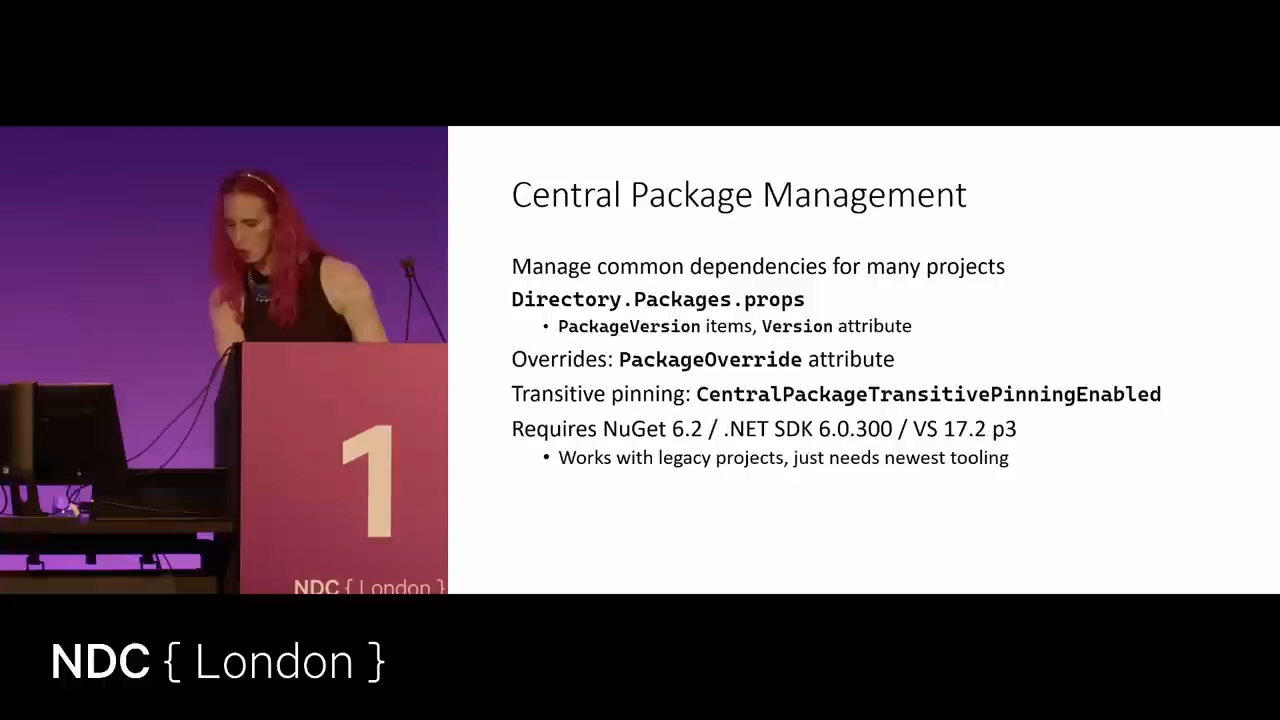 Central Package Management
Manage common dependencies for many projects
Directory.Packages.props
• PackageVersion items, Version attribute
Overrides: PackageOverride attribute
Transitive pinning: CentralPackageTransitivePinningEnabled
Requires NuGet 6.2 / .NET SDK 6.0.300 / VS 17.2 p3
• Works with legacy projects, just needs newest tooling
1
NDC { London }
NDC { London }